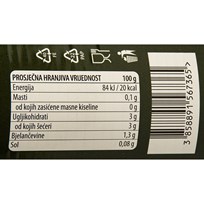 PROSJEČNA HRANJIVA VRIJEDNOST 100 g
Energija 84 kJ / 20 kcal
Masti 0,1 g
od kojih zasićene masne kiseline 0 g
Ugljikohidrati 3 g
od kojih šećeri 3 g
Bjelančevine 1,3 g
Sol 0,08 g
3 858891 567365